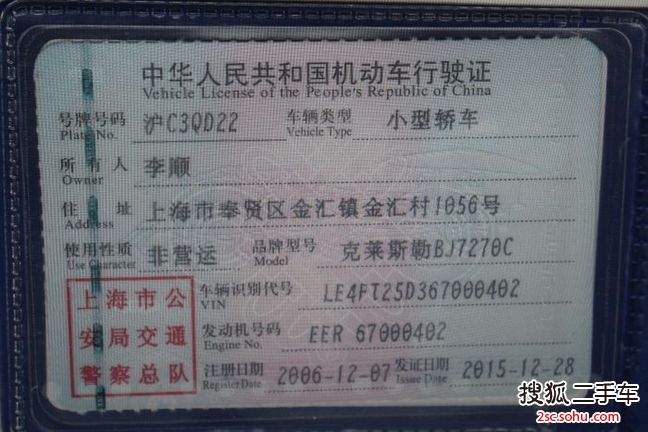 中华人民共和国机动车行驶证
Vehicle License of the People's Republic of China
号牌号码 沪C3QD22 车辆类型 小型轿车
Plate No. Vehicle Type
所有人 李顺
Owner
住址 上海市奉贤区金汇镇金汇村1056号
Address
使用性质 非营运 品牌型号 克莱斯勒BJ7270C
Use Character Model
上海市公 车辆识别代号 LE4FT25D367000402
VIN
安局交通 发动机号码 EER 67000402
Engine No.
警察总队 注册日期 2006-12-07 发证日期 2015-12-28
Register Date Issue Date
搜狐二手车
2sc.sohu.com